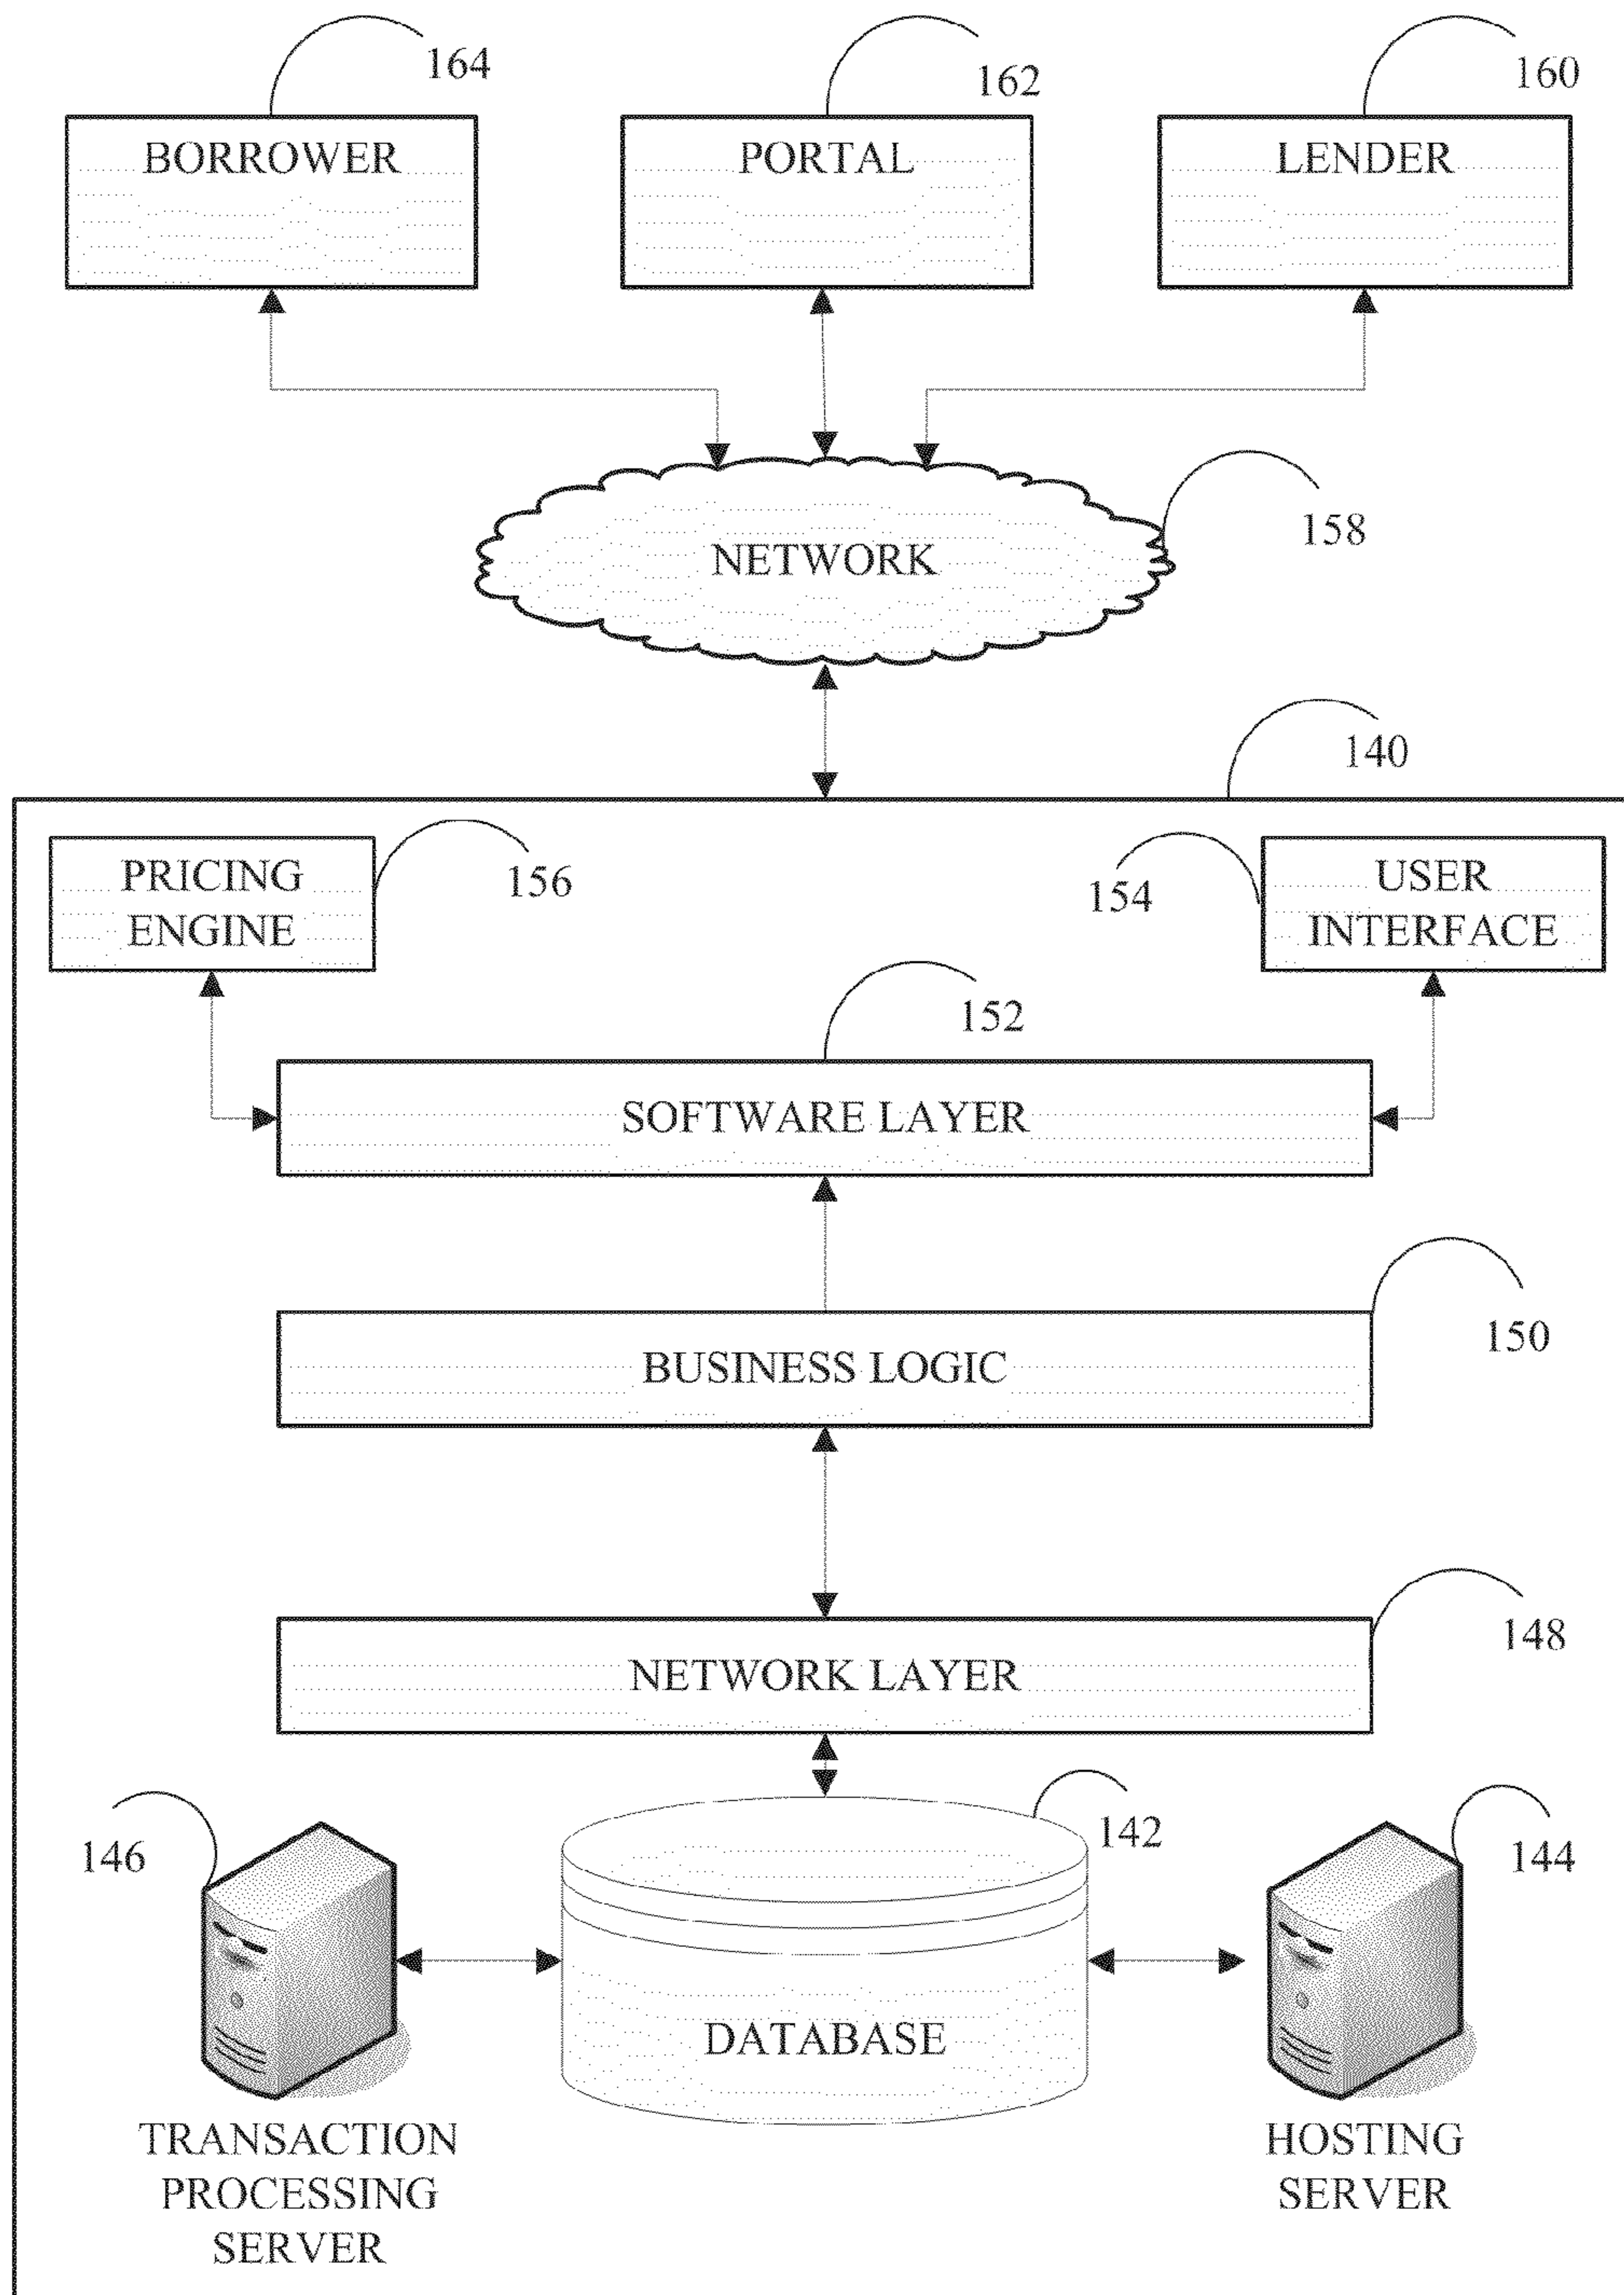 164
162
160
BORROWER
PORTAL
LENDER
NETWORK
158
140
PRICING
ENGINE
156
154
USER
INTERFACE
152
SOFTWARE LAYER
150
BUSINESS LOGIC
148
NETWORK LAYER
146
142
144
DATABASE
TRANSACTION
PROCESSING
SERVER
HOSTING
SERVER